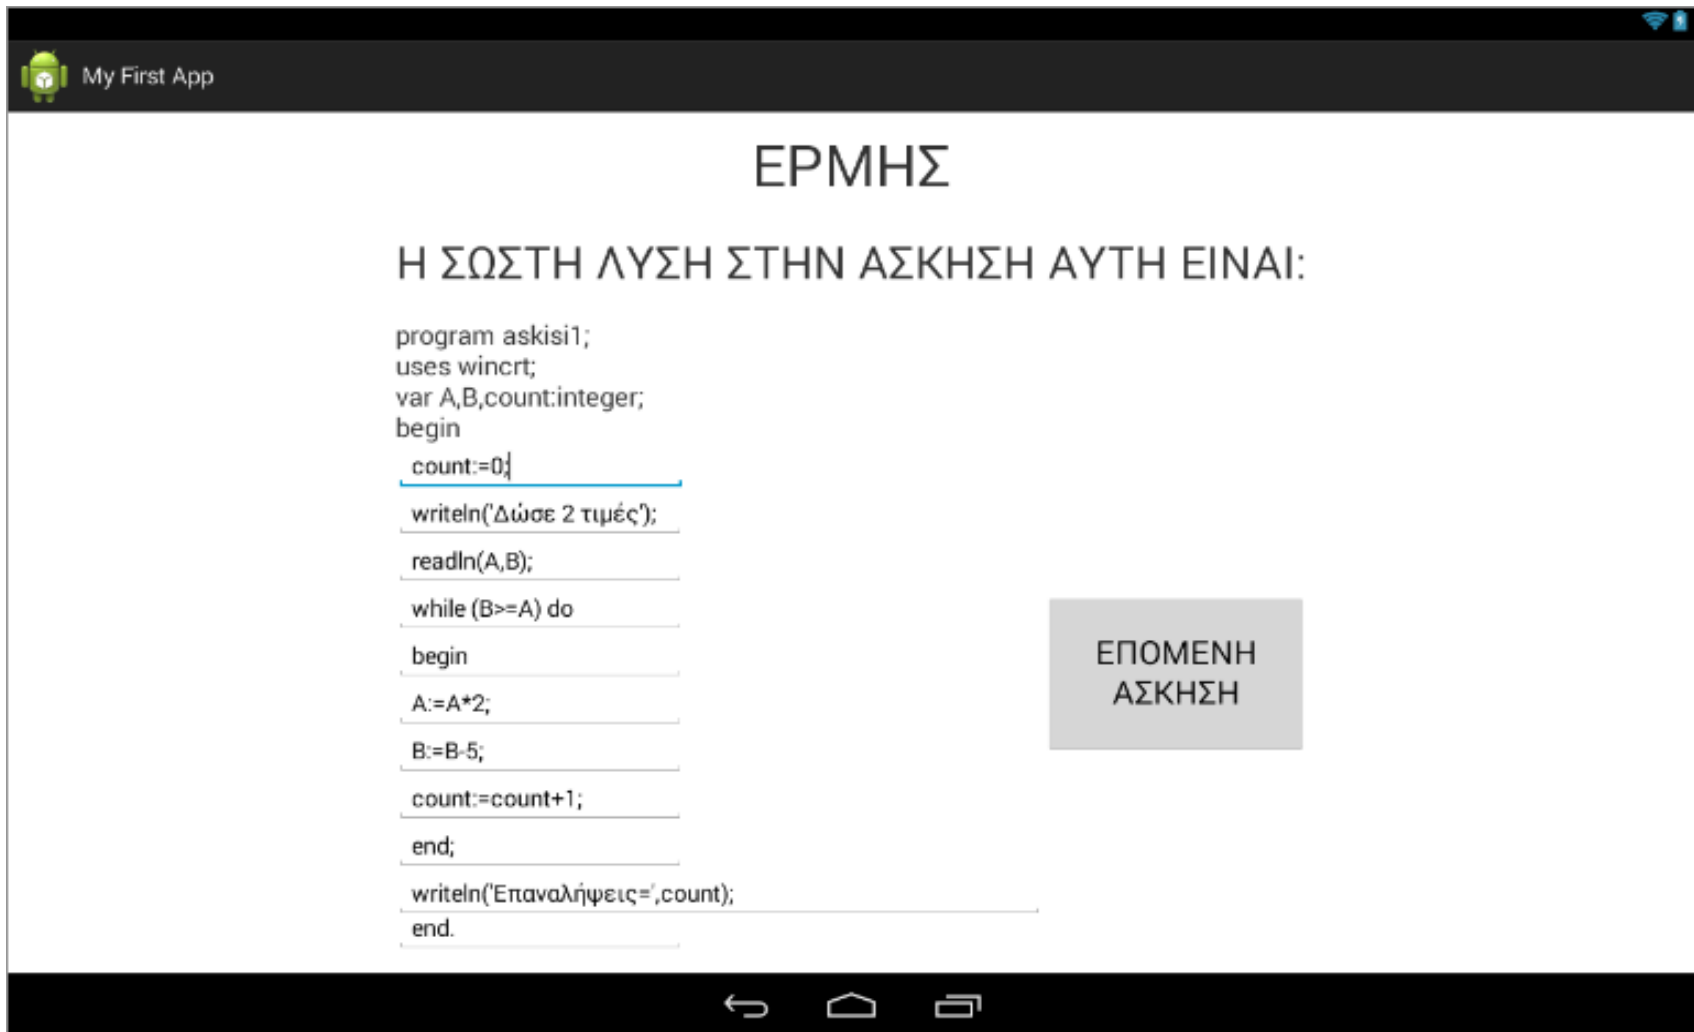 My First App
ΕΡΜΗΣ
Η ΣΩΣΤΗ ΛΥΣΗ ΣΤΗΝ ΑΣΚΗΣΗ ΑΥΤΗ ΕΙΝΑΙ:
program askisi1;
uses wincrt;
var A,B,count:integer;
begin
count:=0;
writeln('Δώσε 2 τιμές');
readln(A,B);
while (B>=A) do
begin
A:=A*2;
B:=B-5;
count:=count+1;
end;
writeln('Επαναλήψεις=',count);
end.
ΕΠΟΜΕΝΗ
ΑΣΚΗΣΗ